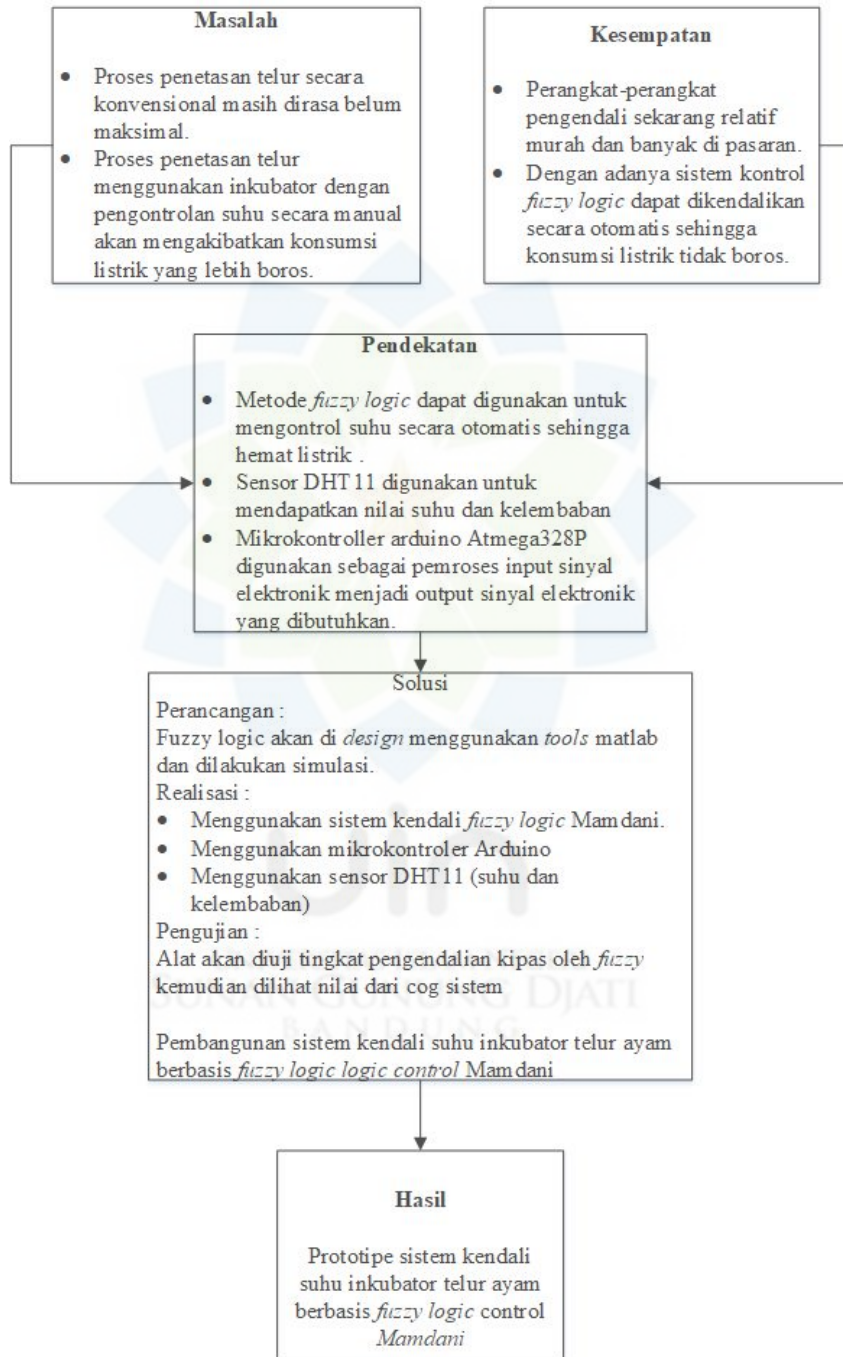 Masalah
• Proses penetasan telur secara
konvensional masih dirasa belum
maksimal.
• Proses penetasan telur
menggunakan inkubator dengan
pengontrolan suhu secara manual
akan mengakibatkan konsumsi
listrik yang lebih boros.
Kesempatan
• Perangkat-perangkat
pengendali sekarang relatif
murah dan banyak di pasaran.
• Dengan adanya sistem kontrol
fuzzy logic dapat dikendalikan
secara otomatis sehingga
konsumsi listrik tidak boros.
Pendekatan
• Metode fuzzy logic dapat digunakan untuk
mengontrol suhu secara otomatis sehingga
hemat listrik .
• Sensor DHT11 digunakan untuk
mendapatkan nilai suhu dan kelembaban
• Mikrokontroller arduino Atmega328P
digunakan sebagai pemroses input sinyal
elektronik menjadi output sinyal elektronik
yang dibutuhkan.
Solusi
Perancangan :
Fuzzy logic akan di design menggunakan tools matlab
dan dilakukan simulasi.
Realisasi :
• Menggunakan sistem kendali fuzzy logic Mamdani.
• Menggunakan mikrokontroler Arduino
• Menggunakan sensor DHT11 (suhu dan
kelembaban)
Pengujian :
Alat akan diuji tingkat pengendalian kipas oleh fuzzy
kemudian dilihat nilai dari cog sistem
Pembangunan sistem kendali suhu inkubator telur ayam
berbasis fuzzy logic logic control Mamdani
uin
SUNAN GUNUNG DJATI
BANDUNG
Hasil
Prototipe sistem kendali
suhu inkubator telur ayam
berbasis fuzzy logic control
Mamdani